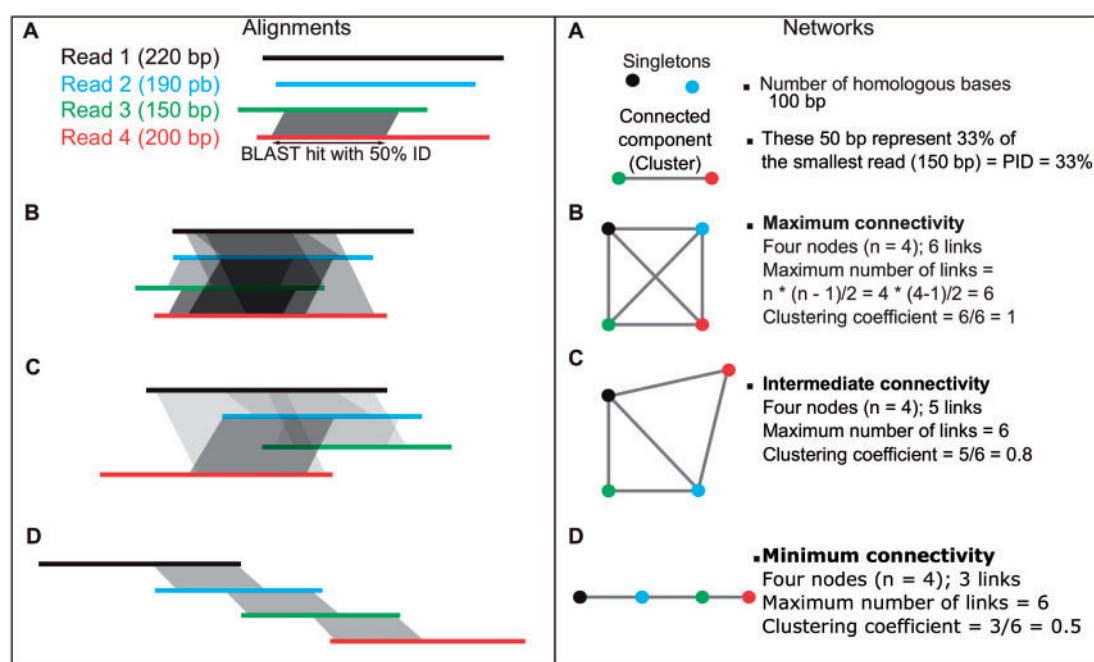 Alignments
A
Read 1 (220 bp)
Read 2 (190 pb)
Read 3 (150 bp)
Read 4 (200 bp)
BLAST hit with 50% ID
B
C
D
Networks
A
Singletons
Connected
component
(Cluster)
▪ Number of homologous bases
100 bp
▪ These 50 bp represent 33% of
the smallest read (150 bp) = PID = 33%
B
▪ Maximum connectivity
Four nodes (n = 4); 6 links
Maximum number of links =
n * (n - 1)/2 = 4 * (4-1)/2 = 6
Clustering coefficient = 6/6 = 1
C
▪ Intermediate connectivity
Four nodes (n = 4); 5 links
Maximum number of links = 6
Clustering coefficient = 5/6 = 0.8
D
▪ Minimum connectivity
Four nodes (n = 4); 3 links
Maximum number of links = 6
Clustering coefficient = 3/6 = 0.5